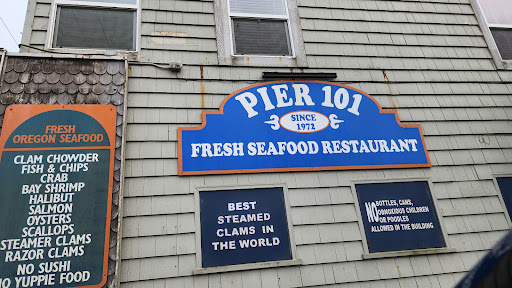 FRESH
OREGON SEAFOOD
CLAM CHOWDER
FISH & CHIPS
CRAB
BAY SHRIMP
HALIBUT
SALMON
OYSTERS
SCALLOPS
STEAMER CLAMS
RAZOR CLAMS
NO SUSHI
NO YUPPIE FOOD
PIER 101
SINCE
1972
FRESH SEAFOOD RESTAURANT
BEST
STEAMED
CLAMS IN
THE WORLD
NO BOTTLES, CANS,
OBNOXIOUS CHILDREN
OR POODLES
ALLOWED IN THE BUILDING